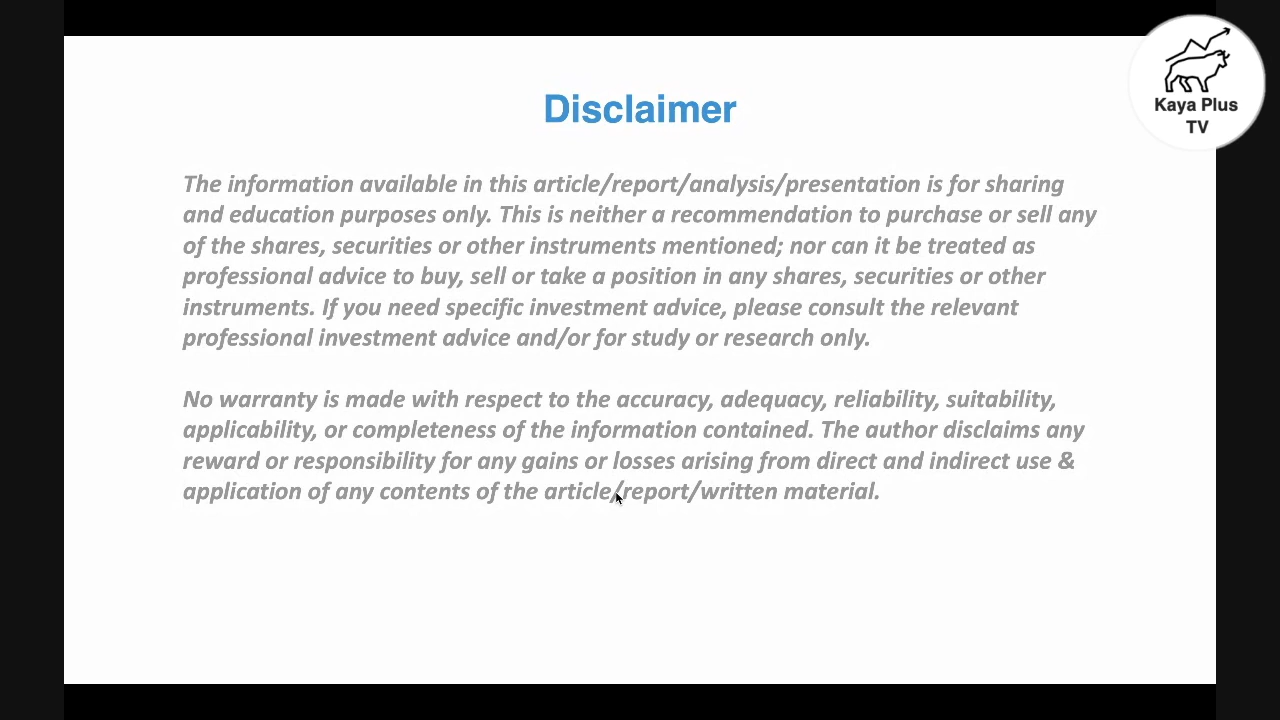 Disclaimer
Kaya Plus
TV
The information available in this article/report/analysis/presentation is for sharing
and education purposes only. This is neither a recommendation to purchase or sell any
of the shares, securities or other instruments mentioned; nor can it be treated as
professional advice to buy, sell or take a position in any shares, securities or other
instruments. If you need specific investment advice, please consult the relevant
professional investment advice and/or for study or research only.
No warranty is made with respect to the accuracy, adequacy, reliability, suitability,
applicability, or completeness of the information contained. The author disclaims any
reward or responsibility for any gains or losses arising from direct and indirect use &
application of any contents of the article/report/written material.